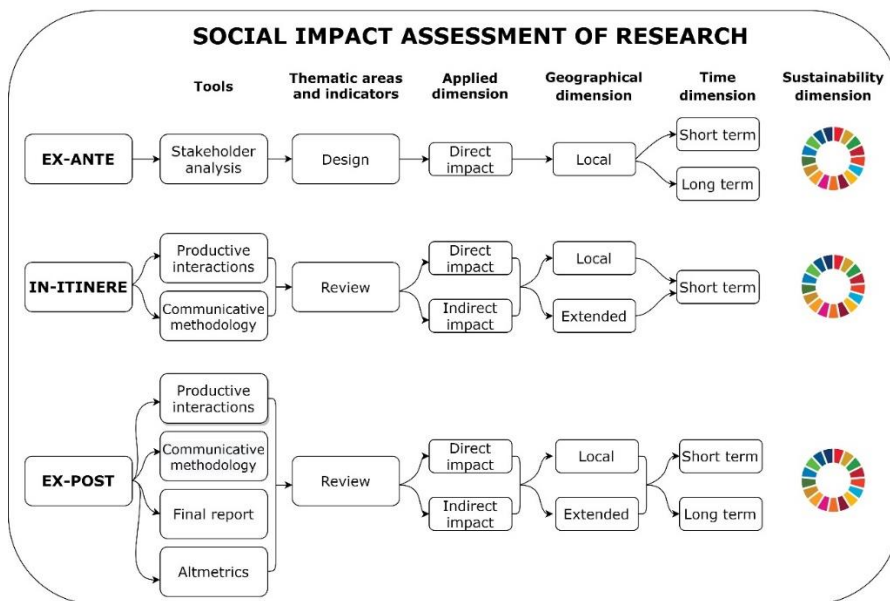 SOCIAL IMPACT ASSESSMENT OF RESEARCH
Tools
Thematic areas
and indicators
Applied
dimension
Geographical
dimension
Time
dimension
Sustainability
dimension
EX-ANTE
Stakeholder
analysis
Design
Direct
impact
Local
Short term
Long term
IN-ITINERE
Productive
interactions
Communicative
methodology
Review
Direct
impact
Indirect
impact
Local
Extended
Short term
EX-POST
Productive
interactions
Communicative
methodology
Final report
Altmetrics
Review
Direct
impact
Indirect
impact
Local
Extended
Short term
Long term